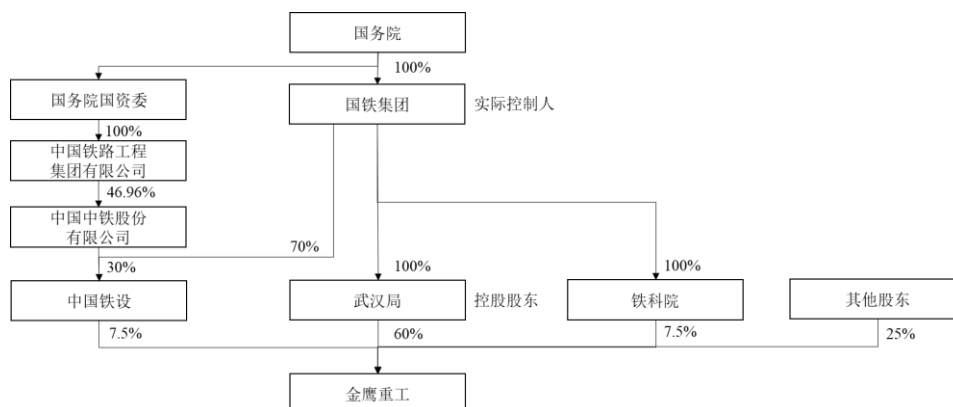 国务院
100%
国务院国资委
国铁集团
实际控制人
100%
中国铁路工程
集团有限公司
46.96%
中国中铁股份
有限公司
70%
30%
100%
100%
中国铁设
武汉局
控股股东
铁科院
其他股东
7.5%
60%
7.5%
25%
金鹰重工